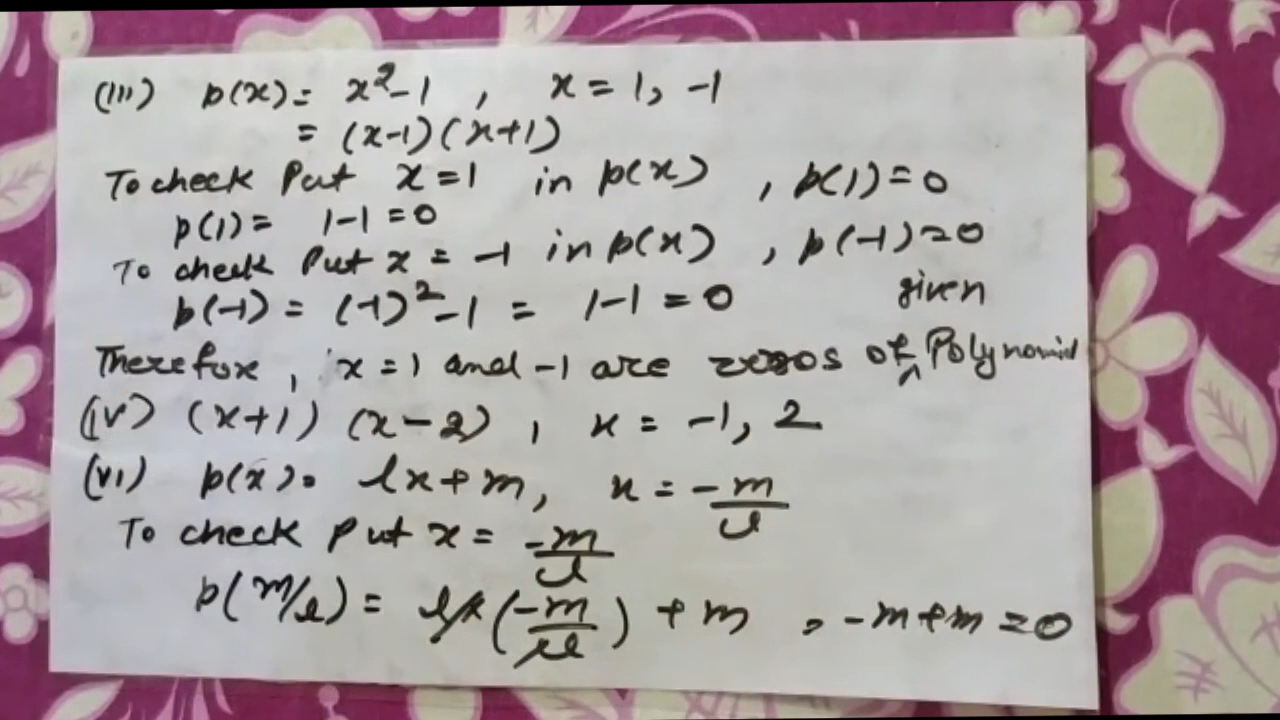 (iii) p(x) = x²-1 , x = 1, -1
= (x-1)(x+1)
To check Put x=1 in p(x) , p(1)=0
p(1)= 1-1=0
To check Put x = -1 in p(x) , p(-1)=0
p(-1) = (-1)²-1 = 1-1 = 0 given
Therefore, x=1 and -1 are zeros of ^ Polynomial
(iv) (x+1) (x-2) , x = -1, 2
(vi) p(x) = lx+m, x = -m/l
To check Put x = -m/l
p(m/l) = (-m/l) + m = -m+m=0